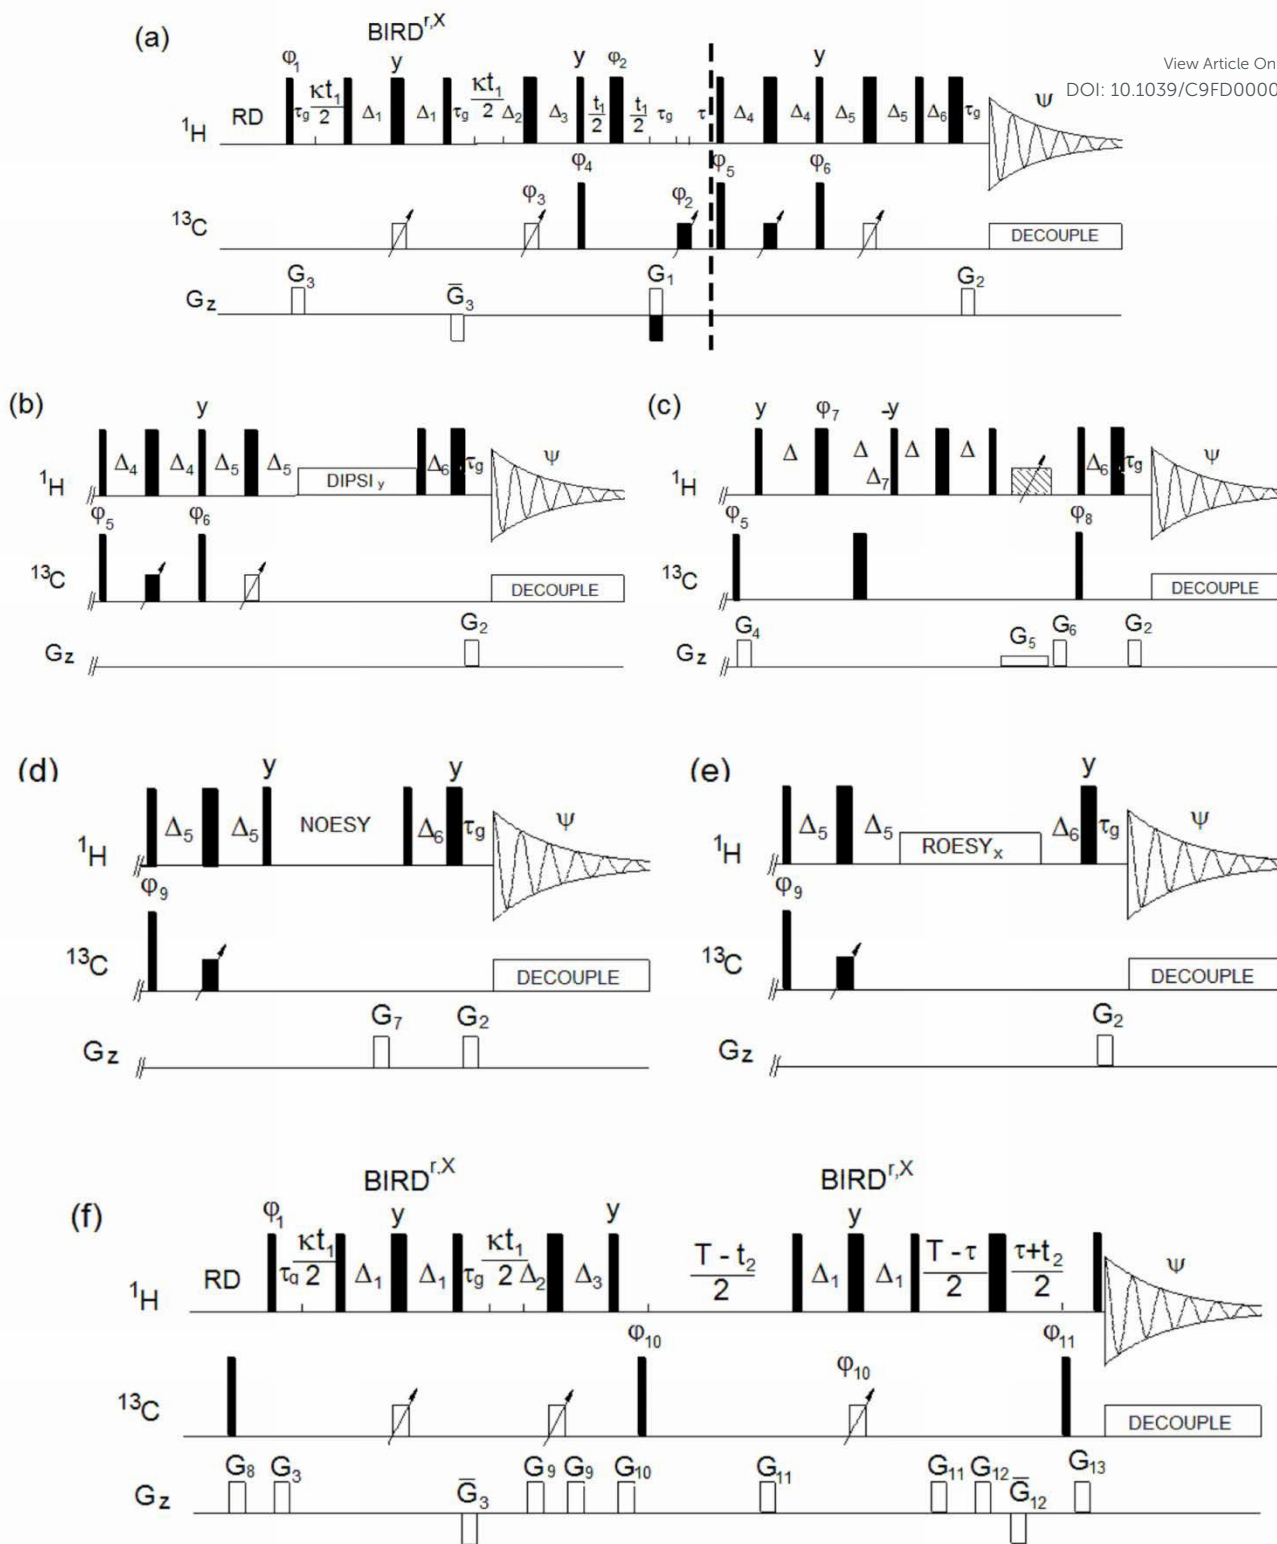 (a)
BIRD^r,X
View Article On
DOI: 10.1039/C9FD0000
φ1 y y φ2 y ψ
1H RD τg κt1/2 Δ1 Δ1 τg κt1/2 Δ2 Δ3 t1/2 t1/2 τg τ Δ4 Δ4 Δ5 Δ5 Δ6 τg
φ3 φ4 φ2 φ5 φ6
13C DECOUPLE
G3 G̅3 G1 G2
Gz
(b)
y ψ
1H Δ4 Δ4 Δ5 Δ5 DIPSI y Δ6 τg
φ5 φ6
13C DECOUPLE
G2
Gz
(c)
y φ7 -y ψ
1H Δ Δ Δ7 Δ Δ Δ6 τg
φ5 φ8
13C DECOUPLE
G4 G5 G6 G2
Gz
(d)
y y ψ
1H Δ5 Δ5 NOESY Δ6 τg
φ9
13C DECOUPLE
G7 G2
Gz
(e)
y ψ
1H Δ5 Δ5 ROESYx Δ6 τg
φ9
13C DECOUPLE
G2
Gz
(f)
BIRD^r,X BIRD^r,X
φ1 y y y ψ
1H RD τg κt1/2 Δ1 Δ1 τg κt1/2 Δ2 Δ3 T - t2/2 Δ1 Δ1 T - τ/2 τ+t2/2
φ10 φ10 φ11
13C DECOUPLE
G8 G3 G̅3 G9 G9 G10 G11 G11 G12 G̅12 G13
Gz